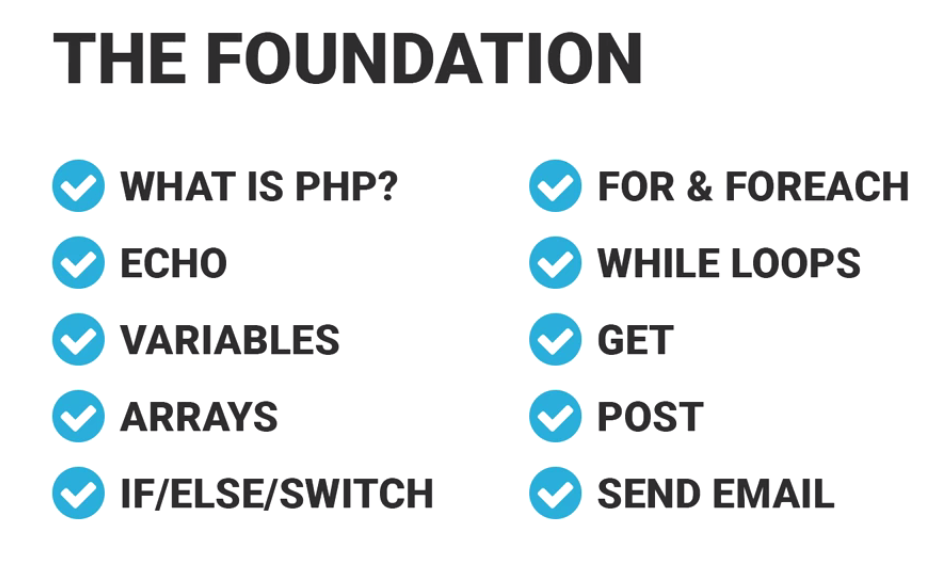 THE FOUNDATION
WHAT IS PHP?
ECHO
VARIABLES
ARRAYS
IF/ELSE/SWITCH
FOR & FOREACH
WHILE LOOPS
GET
POST
SEND EMAIL